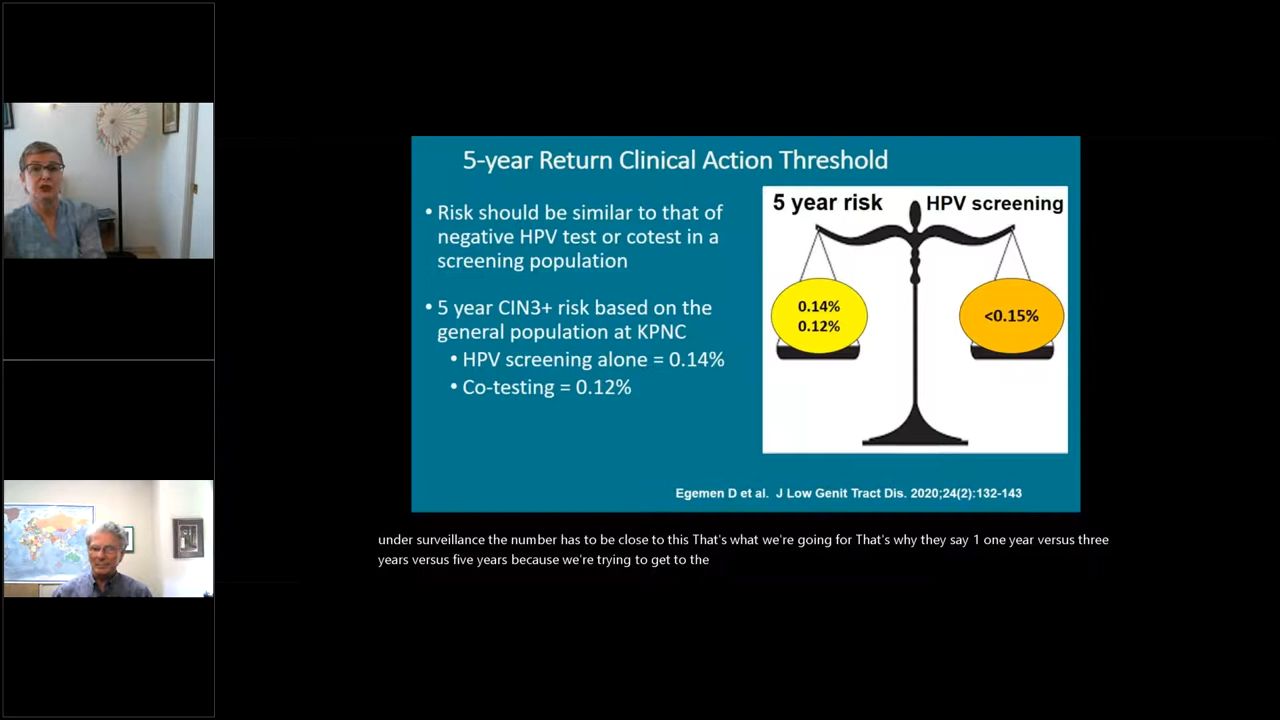 5-year Return Clinical Action Threshold
• Risk should be similar to that of
negative HPV test or cotest in a
screening population
• 5 year CIN3+ risk based on the
general population at KPNC
• HPV screening alone = 0.14%
• Co-testing = 0.12%
5 year risk
HPV screening
0.14%
0.12%
<0.15%
Egemen D et al. J Low Genit Tract Dis. 2020;24(2):132-143
under surveillance the number has to be close to this That's what we're going for That's why they say 1 one year versus three
years versus five years because we're trying to get to the